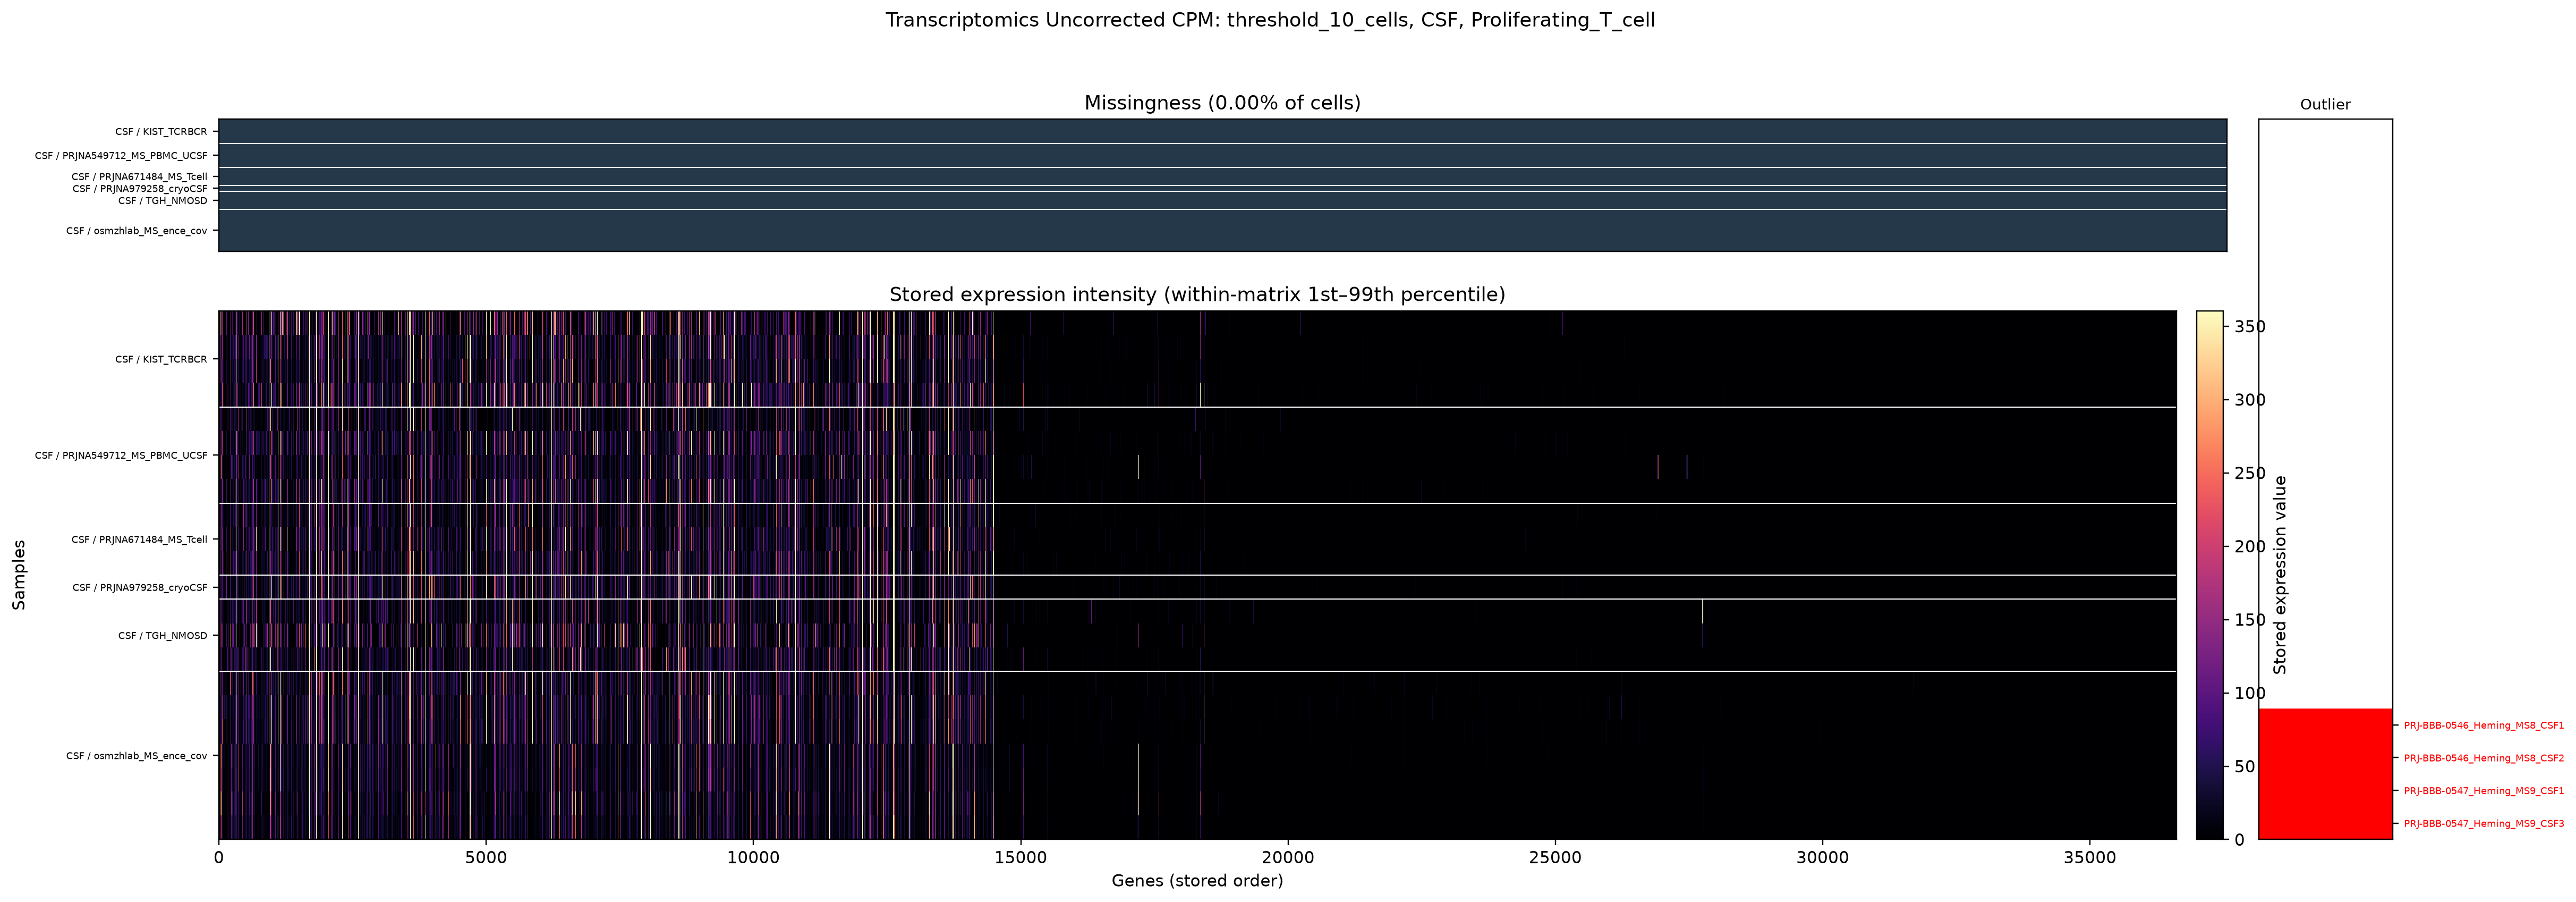 Transcriptomics Uncorrected CPM: threshold_10_cells, CSF, Proliferating_T_cell
Missingness (0.00% of cells)
Outlier
CSF / KIST_TCRBCR
CSF / PRJNA549712_MS_PBMC_UCSF
CSF / PRJNA671484_MS_Tcell
CSF / PRJNA979258_cryoCSF
CSF / TGH_NMOSD
CSF / osmzhlab_MS_ence_cov
Stored expression intensity (within-matrix 1st–99th percentile)
CSF / KIST_TCRBCR
CSF / PRJNA549712_MS_PBMC_UCSF
CSF / PRJNA671484_MS_Tcell
CSF / PRJNA979258_cryoCSF
CSF / TGH_NMOSD
CSF / osmzhlab_MS_ence_cov
Samples
0
5000
10000
15000
20000
25000
30000
35000
Genes (stored order)
350
300
250
200
150
100
50
0
Stored expression value
PRJ-BBB-0546_Heming_MS8_CSF1
PRJ-BBB-0546_Heming_MS8_CSF2
PRJ-BBB-0547_Heming_MS9_CSF1
PRJ-BBB-0547_Heming_MS9_CSF3